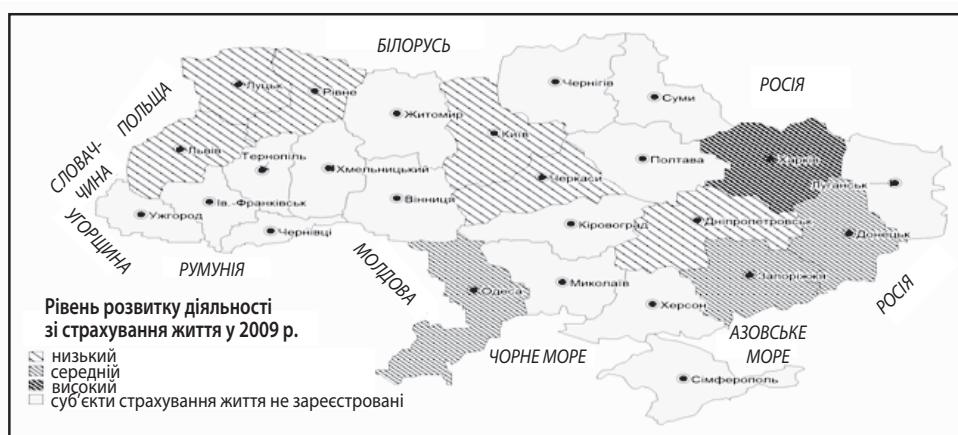 БІЛОРУСЬ
РОСІЯ
ПОЛЬЩА
СЛОВАЧ-
ЧИНА
УГОРЩИНА
РУМУНІЯ
МОЛДОВА
ЧОРНЕ МОРЕ
АЗОВСЬКЕ
МОРЕ
РОСІЯ
Луцьк
Рівне
Житомир
Київ
Чернігів
Суми
Львів
Тернопіль
Хмельницький
Черкаси
Полтава
Харків
Луганськ
Ужгород
Ів.-Франківськ
Вінниця
Чернівці
Кіровоград
Дніпропетровськ
Донецьк
Запоріжжя
Одеса
Миколаїв
Херсон
Сімферополь
Рівень розвитку діяльності
зі страхування життя у 2009 р.
низький
середній
високий
суб'єкти страхування життя не зареєстровані